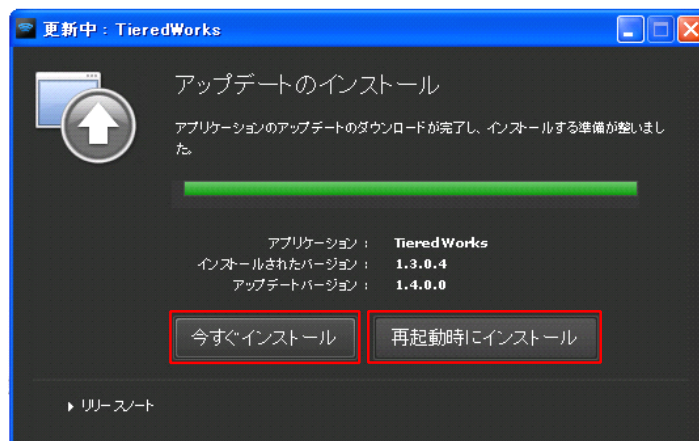 更新中：TieredWorks
アップデートのインストール
アプリケーションのアップデートのダウンロードが完了し、インストールする準備が整いまし
た。
アプリケーション： TieredWorks
インストールされたバージョン： 1.3.0.4
アップデートバージョン： 1.4.0.0
今すぐインストール 再起動時にインストール
リリースノート